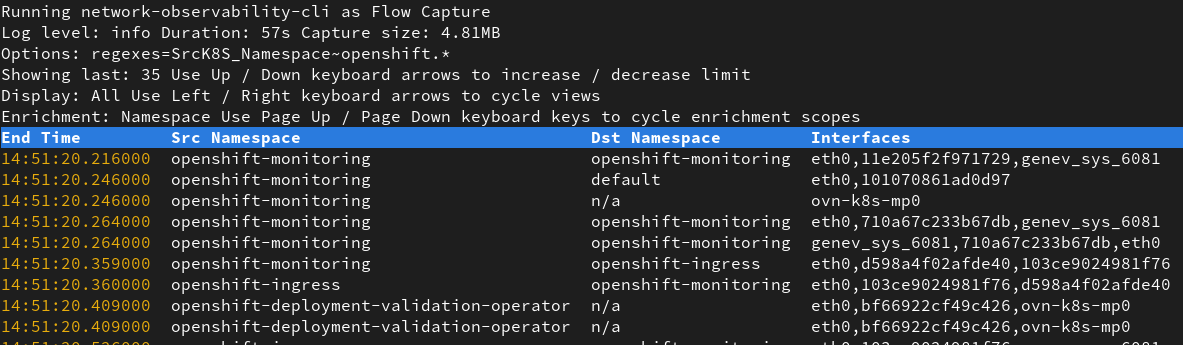 Running network-observability-cli as Flow Capture
Log level: info Duration: 57s Capture size: 4.81MB
Options: regexes=SrcK8S_Namespace~openshift.*
Showing last: 35 Use Up / Down keyboard arrows to increase / decrease limit
Display: All Use Left / Right keyboard arrows to cycle views
Enrichment: Namespace Use Page Up / Page Down keyboard keys to cycle enrichment scopes
End Time Src Namespace Dst Namespace Interfaces
14:51:20.216000 openshift-monitoring openshift-monitoring eth0,11e205f2f971729,genev_sys_6081
14:51:20.246000 openshift-monitoring default eth0,101070861ad0d97
14:51:20.246000 openshift-monitoring n/a ovn-k8s-mp0
14:51:20.264000 openshift-monitoring openshift-monitoring eth0,710a67c233b67db,genev_sys_6081
14:51:20.264000 openshift-monitoring openshift-monitoring genev_sys_6081,710a67c233b67db,eth0
14:51:20.359000 openshift-monitoring openshift-ingress eth0,d598a4f02afde40,103ce9024981f76
14:51:20.360000 openshift-ingress openshift-monitoring eth0,103ce9024981f76,d598a4f02afde40
14:51:20.409000 openshift-deployment-validation-operator n/a eth0,bf66922cf49c426,ovn-k8s-mp0
14:51:20.409000 openshift-deployment-validation-operator n/a eth0,bf66922cf49c426,ovn-k8s-mp0